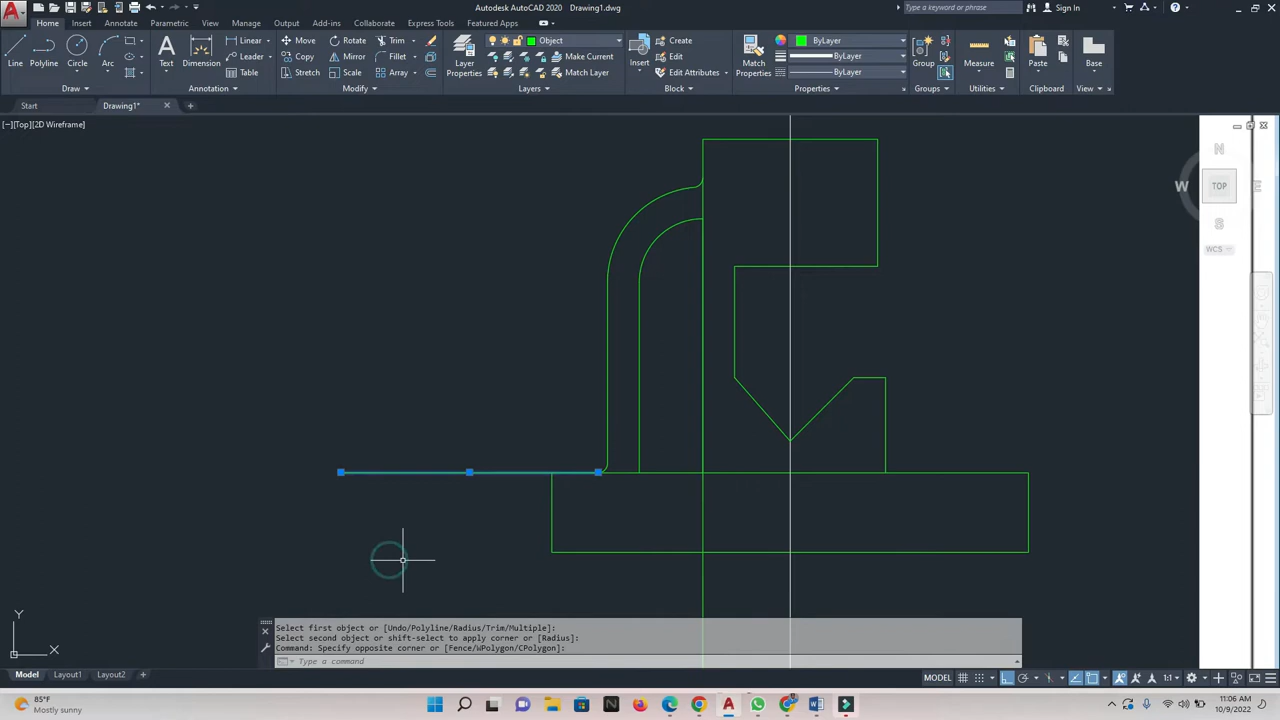 Autodesk AutoCAD 2020 Drawing1.dwg
Type a keyword or phrase
Sign In
Home Insert Annotate Parametric View Manage Output Add-ins Collaborate Express Tools Featured Apps
Line Polyline Circle Arc
Draw
Text Dimension
Linear
Leader
Table
Annotation
Move Rotate Trim
Copy Mirror Fillet
Stretch Scale Array
Modify
Layer Properties
Object
Make Current
Match Layer
Layers
Insert
Create
Edit
Edit Attributes
Block
Match Properties
ByLayer
ByLayer
ByLayer
Properties
Group
Groups
Measure
Utilities
Paste
Clipboard
Base
View
Start Drawing1*
[−][Top][2D Wireframe]
N
W TOP E
S
WCS
Y
X
Select first object or [Undo/Polyline/Radius/Trim/Multiple]:
Select second object or shift-select to apply corner or [Radius]:
Command: Specify opposite corner or [Fence/WPolygon/CPolygon]:
Type a command
Model Layout1 Layout2
MODEL
1:1
85°F
Mostly sunny
11:06 AM
10/9/2022